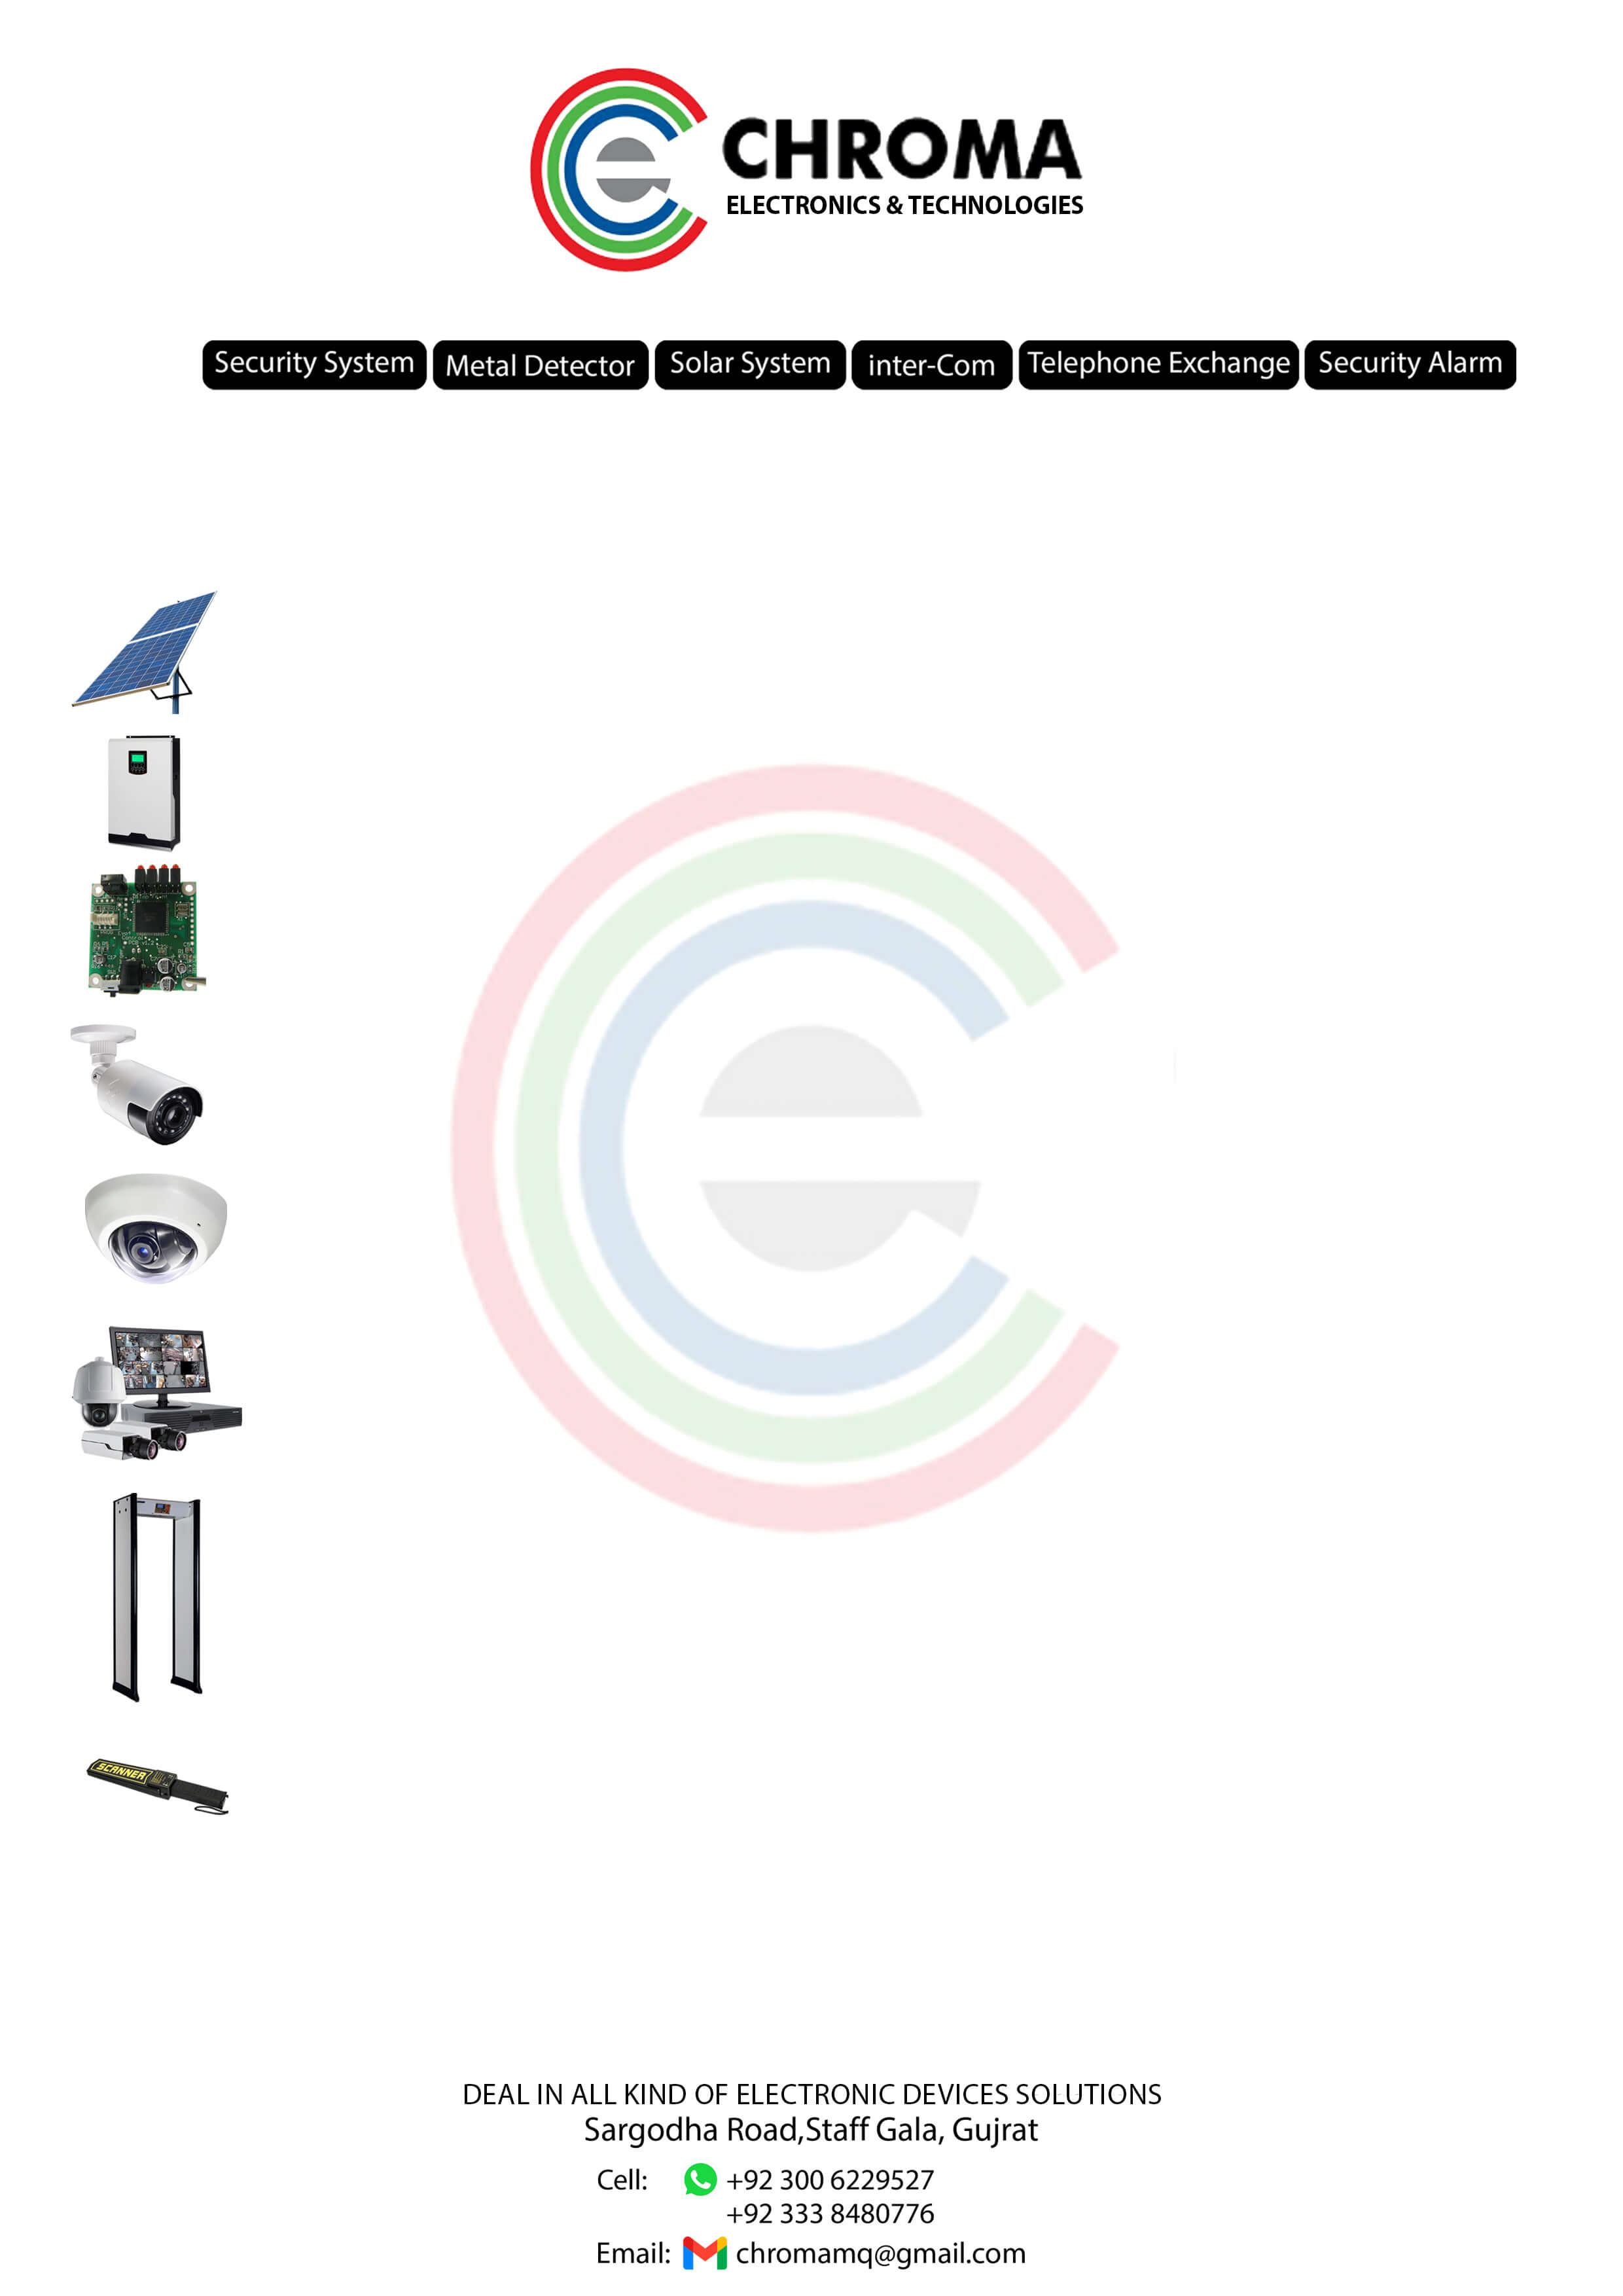 CHROMA
ELECTRONICS & TECHNOLOGIES
Security System Metal Detector Solar System inter-Com Telephone Exchange Security Alarm
SCANNER
DEAL IN ALL KIND OF ELECTRONIC DEVICES SOLUTIONS
Sargodha Road,Staff Gala, Gujrat
Cell: +92 300 6229527
+92 333 8480776
Email: chromamq@gmail.com